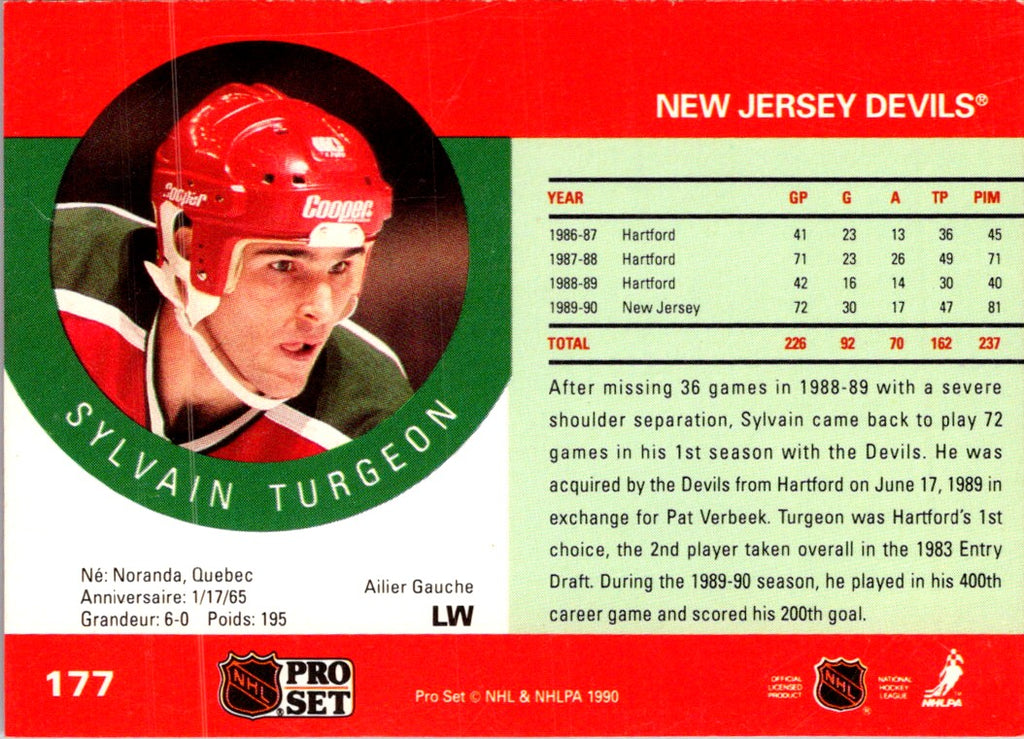 NEW JERSEY DEVILS®
Cooper
Cooper
SYLVAIN TURGEON
YEAR GP G A TP PIM
1986-87 Hartford 41 23 13 36 45
1987-88 Hartford 71 23 26 49 71
1988-89 Hartford 42 16 14 30 40
1989-90 New Jersey 72 30 17 47 81
TOTAL 226 92 70 162 237
After missing 36 games in 1988-89 with a severe
shoulder separation, Sylvain came back to play 72
games in his 1st season with the Devils. He was
acquired by the Devils from Hartford on June 17, 1989 in
exchange for Pat Verbeek. Turgeon was Hartford's 1st
choice, the 2nd player taken overall in the 1983 Entry
Draft. During the 1989-90 season, he played in his 400th
career game and scored his 200th goal.
Né: Noranda, Quebec
Anniversaire: 1/17/65
Grandeur: 6-0 Poids: 195
Ailier Gauche
LW
177
NHL
PRO
SET
Pro Set © NHL & NHLPA 1990
OFFICIAL
LICENSED
PRODUCT
NHL
®
NATIONAL
HOCKEY
LEAGUE
NHLPA